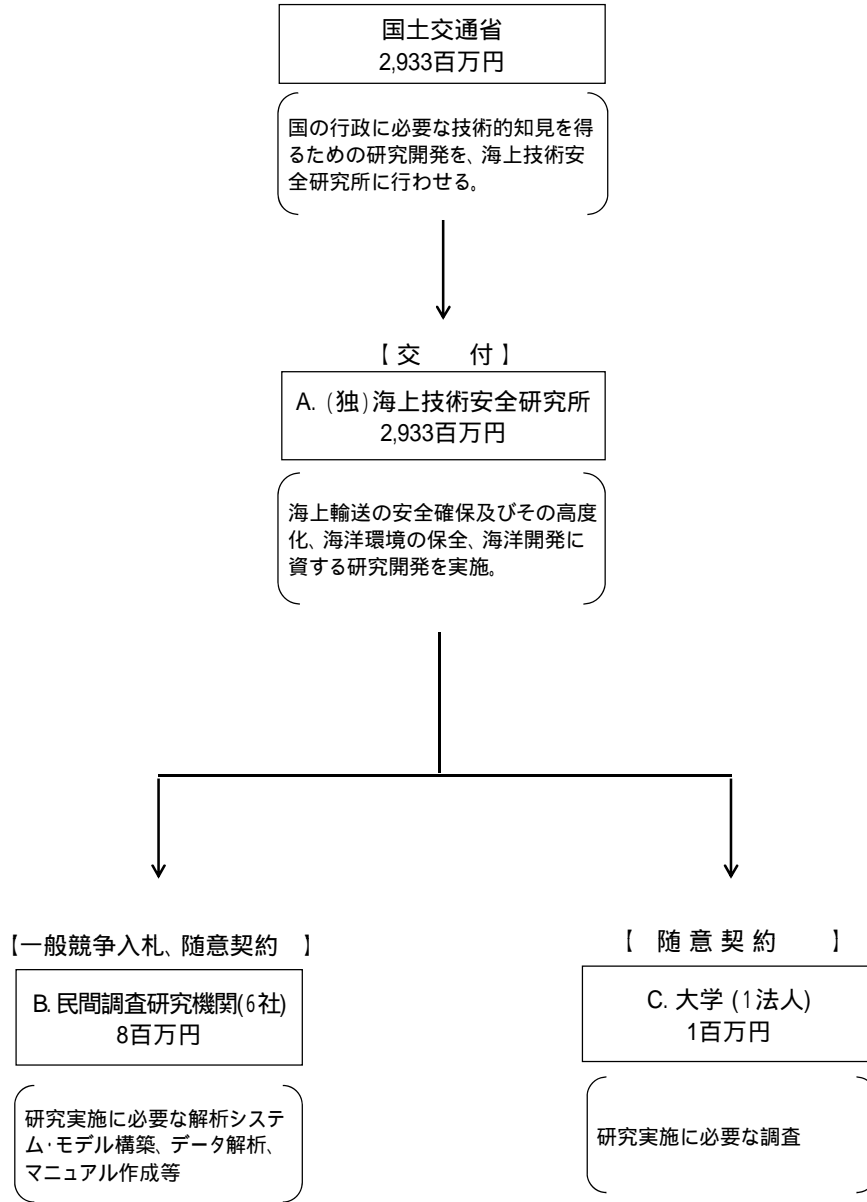 国土交通省
2,933百万円
国の行政に必要な技術的知見を得
るための研究開発を、海上技術安
全研究所に行わせる。
【 交　　付 】
A. (独)海上技術安全研究所
2,933百万円
海上輸送の安全確保及びその高度
化、海洋環境の保全、海洋開発に
資する研究開発を実施。
【一般競争入札、随意契約　】
B. 民間調査研究機関(6社)
8百万円
研究実施に必要な解析システ
ム・モデル構築、データ解析、
マニュアル作成等
【　随 意 契 約　　】
C. 大学 (1法人)
1百万円
研究実施に必要な調査